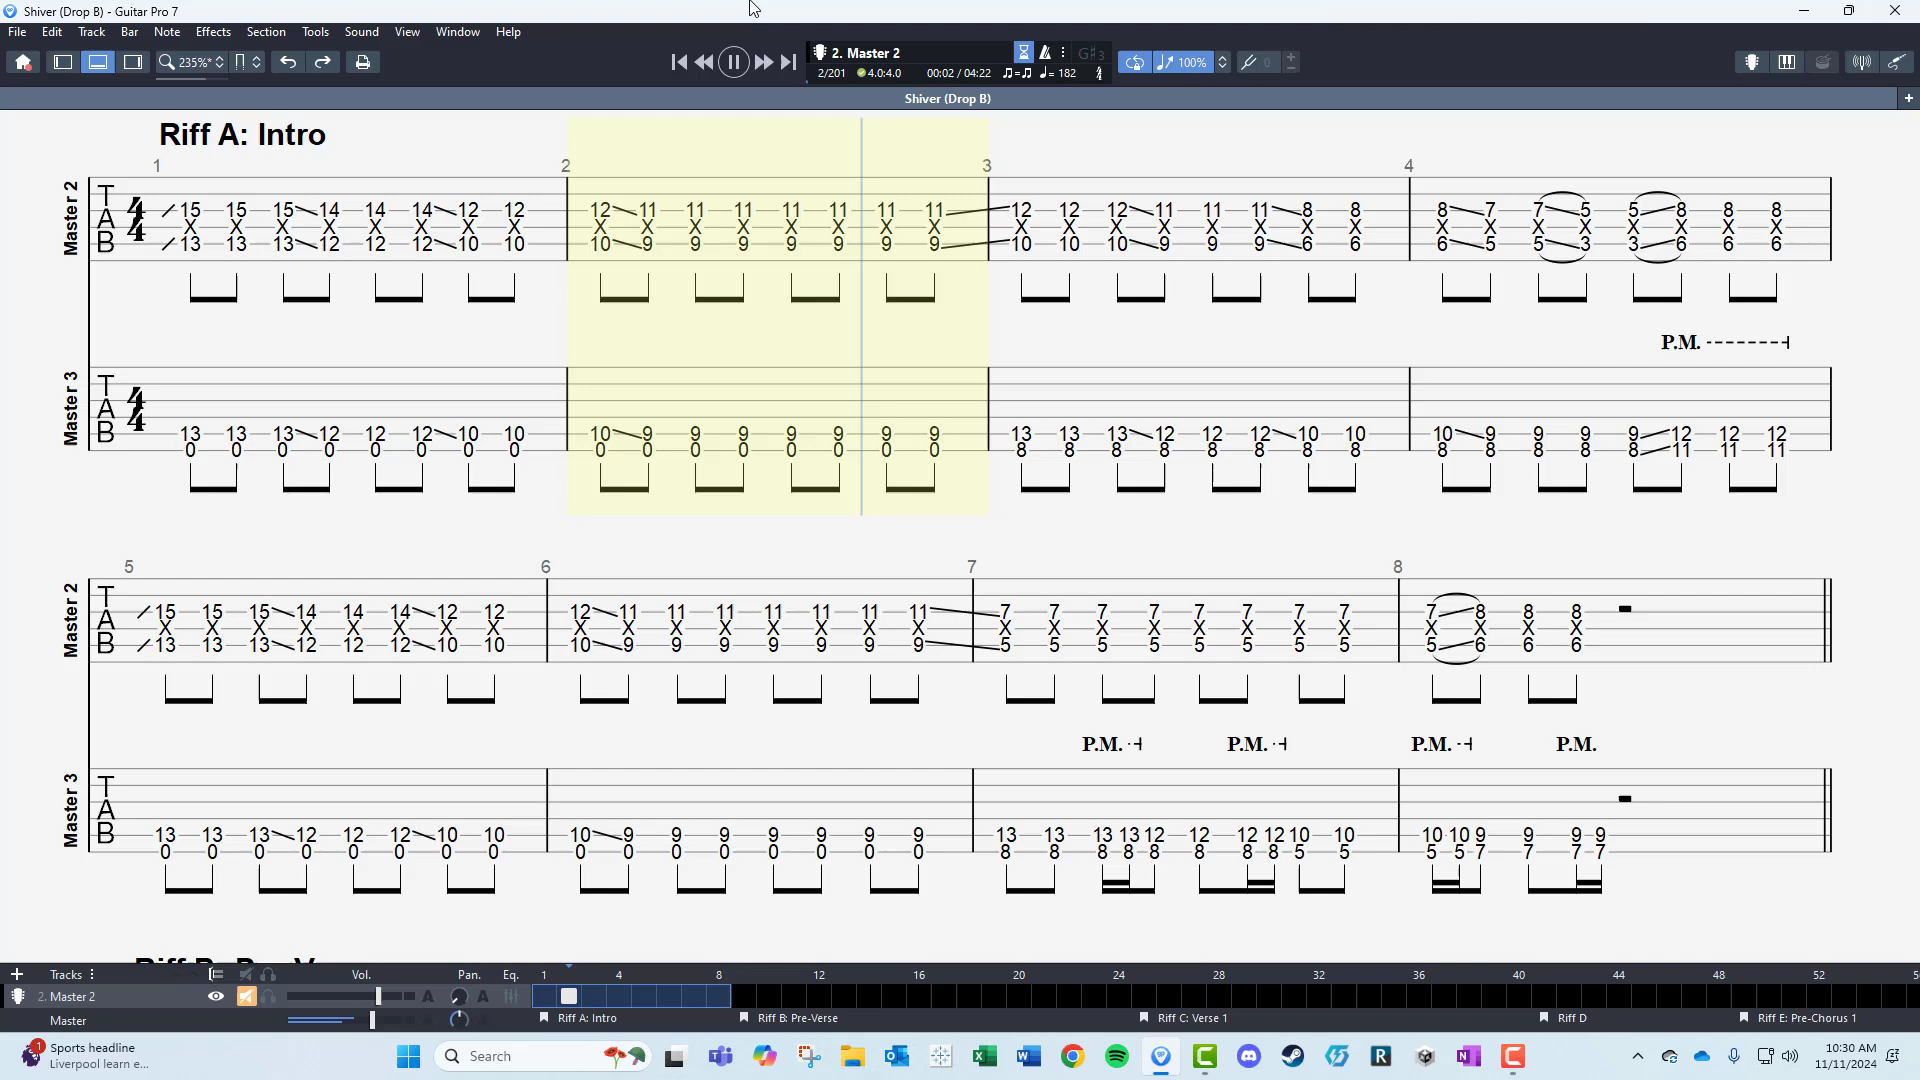 Shiver (Drop B) - Guitar Pro 7
File Edit Track Bar Note Effects Section Tools Sound View Window Help
235%* 2. Master 2 G♯3 100% 0
2/201 4.0:4.0 00:02 / 04:22 ♫=♫ ♩= 182
Shiver (Drop B)
Riff A: Intro
1 2 3 4
Master 2
T A B
4 4
15 15 15 14 14 14 12 12 12 11 11 11 11 11 11 11 12 12 12 11 11 11 8 8 8 7 7 5 5 8 8 8
X X X X X X X X X X X X X X X X X X X X X X X X X X X X X X X X
13 13 13 12 12 12 10 10 10 9 9 9 9 9 9 9 10 10 10 9 9 9 6 6 6 5 5 3 3 6 6 6
P.M.
Master 3
T A B
4 4
13 13 13 12 12 12 10 10 10 9 9 9 9 9 9 9 13 13 13 12 12 12 10 10 10 9 9 9 9 12 12 12
0 0 0 0 0 0 0 0 0 0 0 0 0 0 0 0 8 8 8 8 8 8 8 8 8 8 8 8 8 11 11 11
5 6 7 8
Master 2
T A B
15 15 15 14 14 14 12 12 12 11 11 11 11 11 11 11 7 7 7 7 7 7 7 7 7 8 8 8
X X X X X X X X X X X X X X X X X X X X X X X X X X X X
13 13 13 12 12 12 10 10 10 9 9 9 9 9 9 9 5 5 5 5 5 5 5 5 5 6 6 6
P.M. P.M. P.M. P.M.
Master 3
T A B
13 13 13 12 12 12 10 10 10 9 9 9 9 9 9 9 13 13 13 13 12 12 12 12 10 10 10 10 9 9 9 9
0 0 0 0 0 0 0 0 0 0 0 0 0 0 0 0 8 8 8 8 8 8 8 8 5 5 5 5 7 7 7 7
Tracks Vol. Pan. Eq. 1 4 8 12 16 20 24 28 32 36 40 44 48 52
2. Master 2 A A
Master Riff A: Intro Riff B: Pre-Verse Riff C: Verse 1 Riff D Riff E: Pre-Chorus 1
1 Sports headline
Liverpool learn e...
Search
10:30 AM
11/11/2024